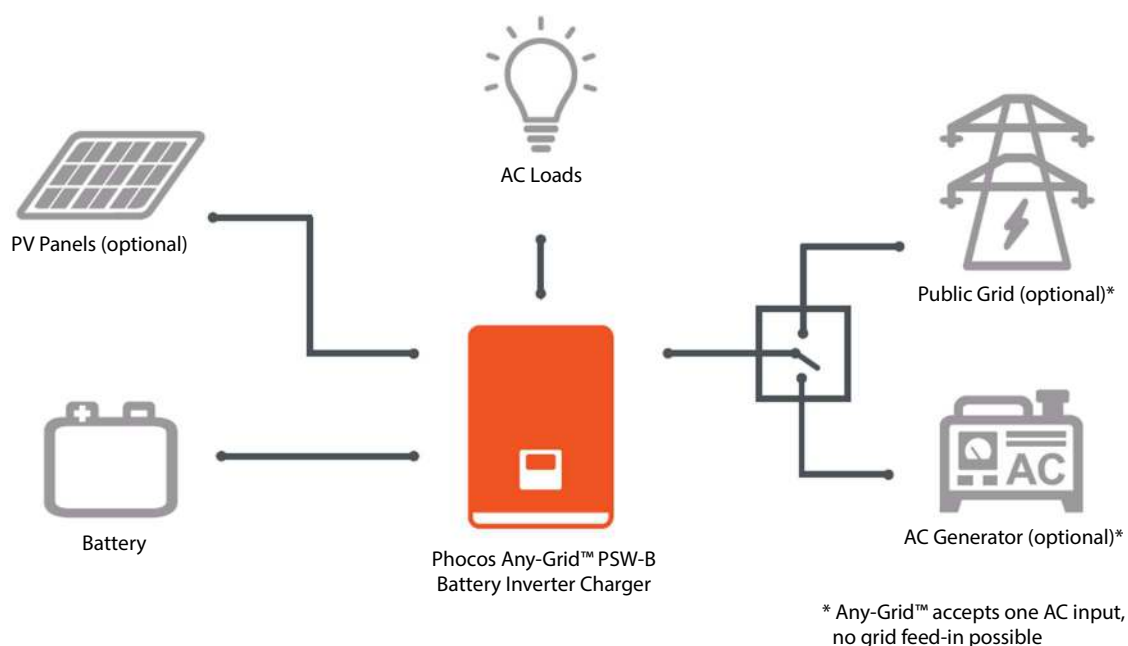 AC Loads
PV Panels (optional)
Public Grid (optional)*
Battery
AC
AC Generator (optional)*
Phocos Any-Grid™ PSW-B
Battery Inverter Charger
* Any-Grid™ accepts one AC input,
no grid feed-in possible